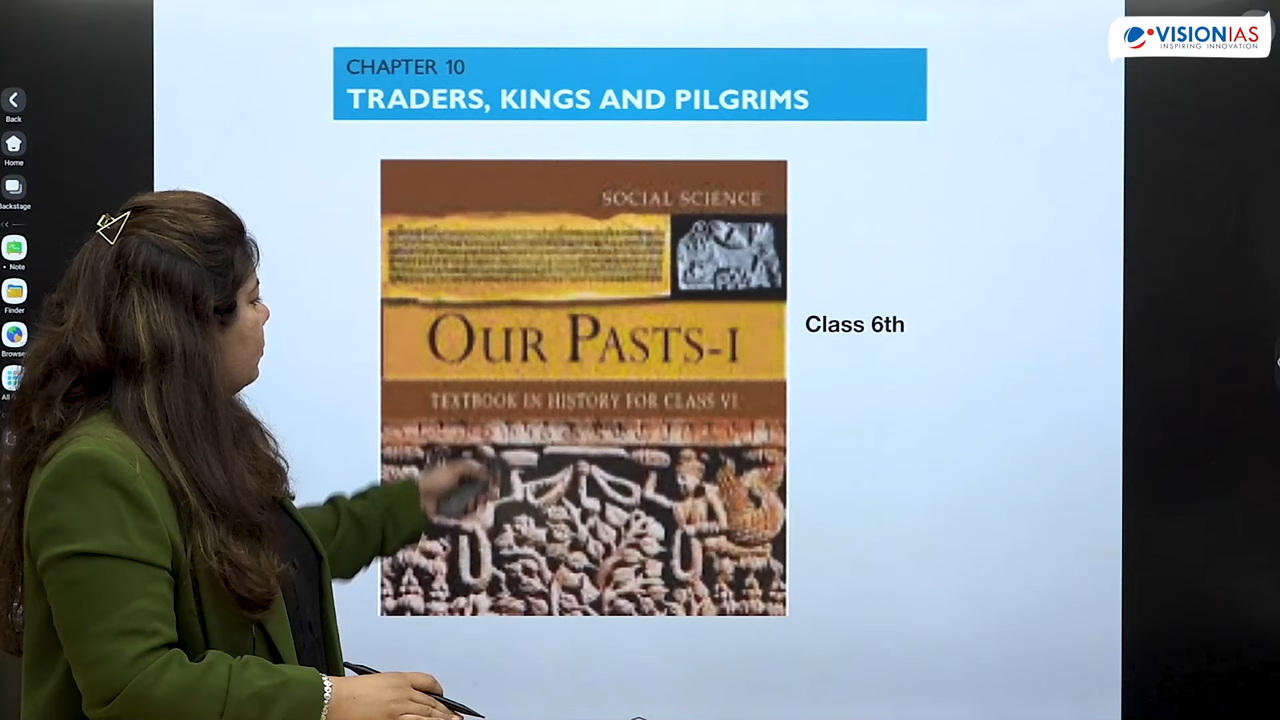 VISIONIAS
INSPIRING INNOVATION
CHAPTER 10
TRADERS, KINGS AND PILGRIMS
SOCIAL SCIENCE
OUR PASTS-I
TEXTBOOK IN HISTORY FOR CLASS VI
Class 6th
Back
Home
Backstage
Note
Finder
Browse
All